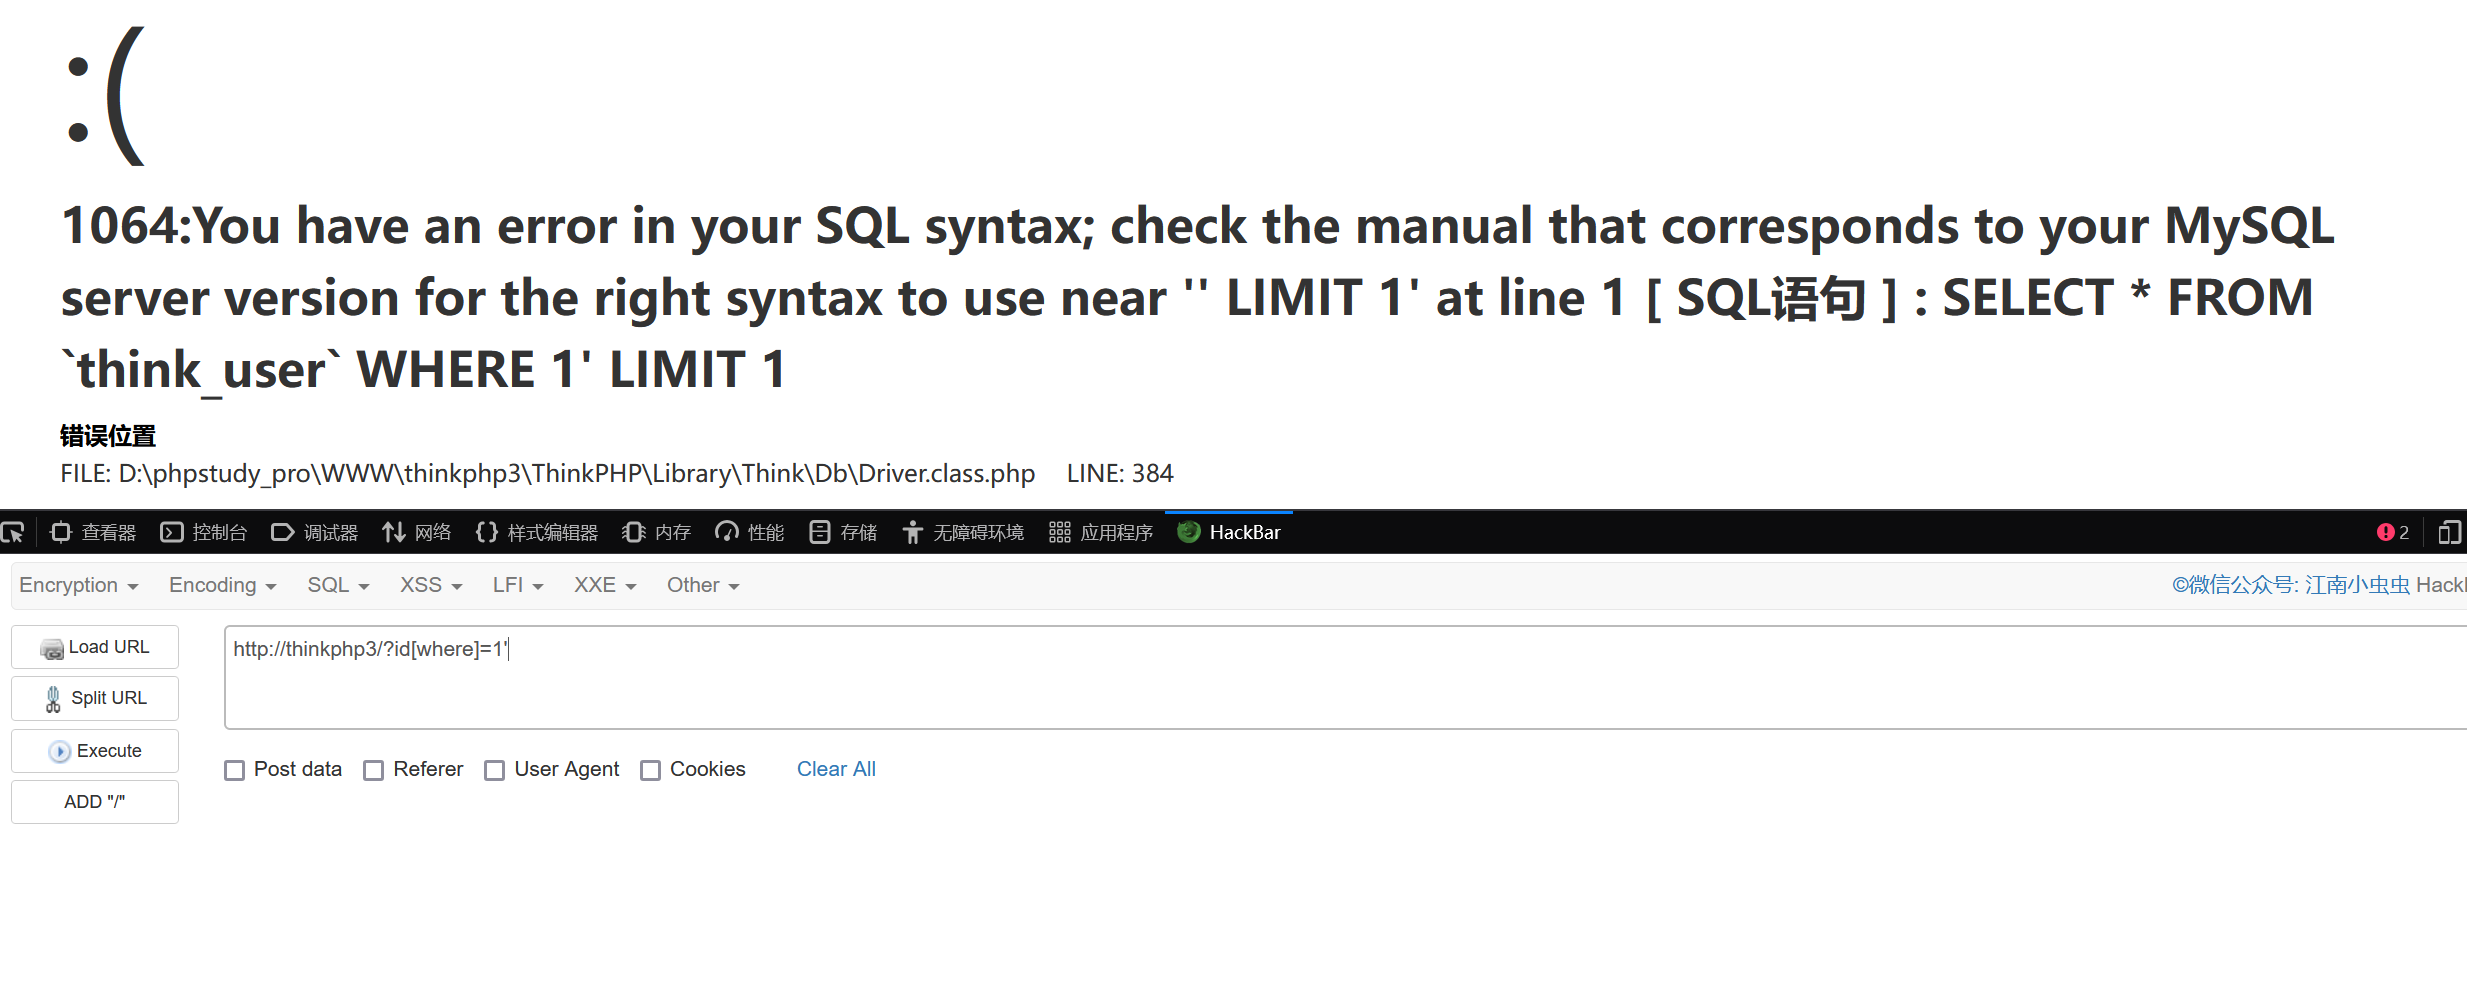 :(
1064:You have an error in your SQL syntax; check the manual that corresponds to your MySQL
server version for the right syntax to use near '' LIMIT 1' at line 1 [ SQL语句 ] : SELECT * FROM
`think_user` WHERE 1' LIMIT 1
错误位置
FILE: D:\phpstudy_pro\WWW\thinkphp3\ThinkPHP\Library\Think\Db\Driver.class.php LINE: 384
查看器 控制台 调试器 网络 样式编辑器 内存 性能 存储 无障碍环境 应用程序 HackBar 2
Encryption Encoding SQL XSS LFI XXE Other ©微信公众号: 江南小虫虫
Load URL http://thinkphp3/?id[where]=1'
Split URL
Execute
Post data Referer User Agent Cookies Clear All
ADD "/"